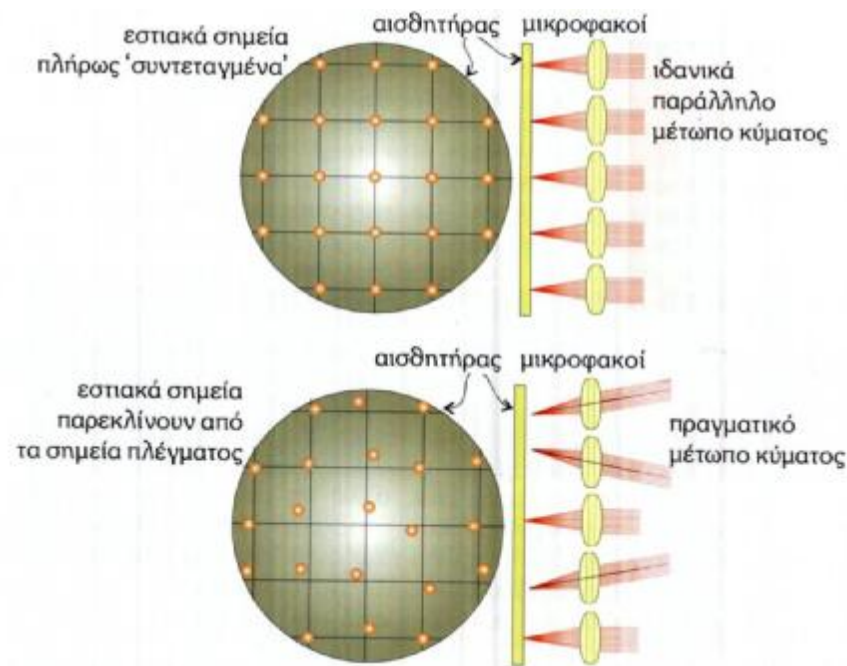 εστιακά σημεία
πλήρως ‘συντεταγμένα’
αισθητήρας
μικροφακοί
ιδανικά
παράλληλο
μέτωπο κύματος
εστιακά σημεία
παρεκλίνουν από
τα σημεία πλέγματος
αισθητήρας
μικροφακοί
πραγματικό
μέτωπο κύματος